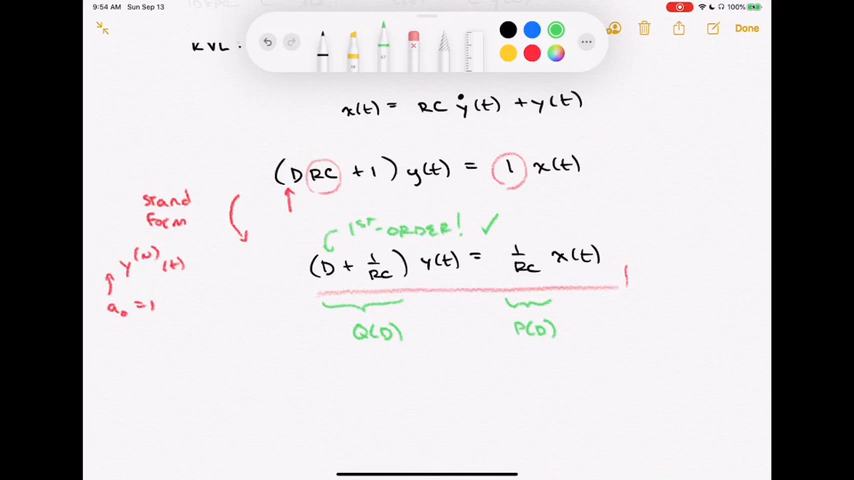 9:54 AM Sun Sep 13
Done
KVL.
x(t) = RC ẏ(t) + y(t)
(D RC + 1) y(t) = 1 x(t)
stand
form
y^(N)(t)
a₀ = 1
1ST-ORDER! ✓
(D + 1/RC) y(t) = 1/RC x(t)
Q(D)
P(D)